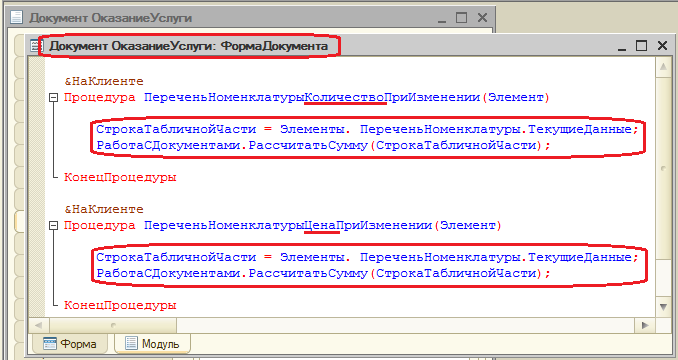 Документ ОказаниеУслуги
Документ ОказаниеУслуги: ФормаДокумента
&НаКлиенте
Процедура ПереченьНоменклатурыКоличествоПриИзменении(Элемент)
СтрокаТабличнойЧасти = Элементы. ПереченьНоменклатуры.ТекущиеДанные;
РаботаСДокументами.РассчитатьСумму(СтрокаТабличнойЧасти);
КонецПроцедуры
&НаКлиенте
Процедура ПереченьНоменклатурыЦенаПриИзменении(Элемент)
СтрокаТабличнойЧасти = Элементы. ПереченьНоменклатуры.ТекущиеДанные;
РаботаСДокументами.РассчитатьСумму(СтрокаТабличнойЧасти);
КонецПроцедуры
Форма Модуль